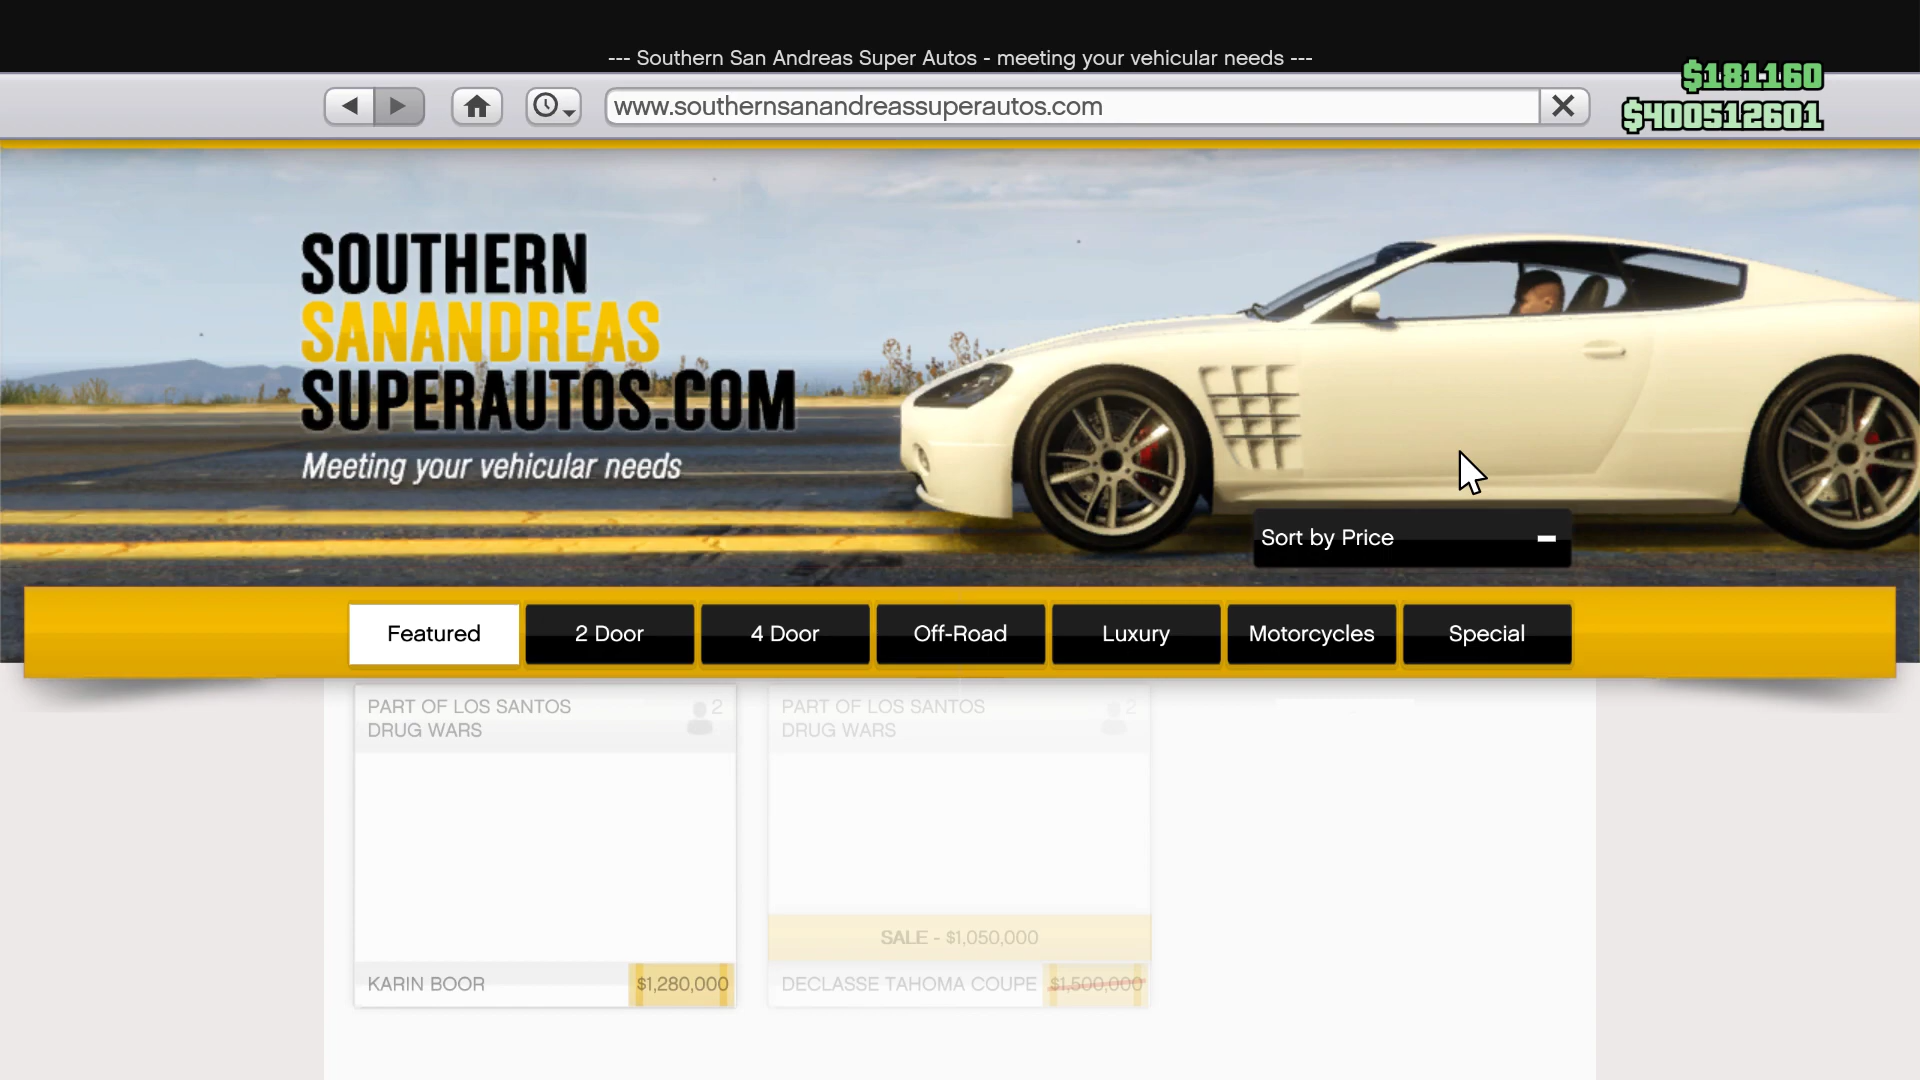 --- Southern San Andreas Super Autos - meeting your vehicular needs ---
www.southernsanandreassuperautos.com
$181160
$400512601
SOUTHERN
SANANDREAS
SUPERAUTOS.COM
Meeting your vehicular needs
Sort by Price
Featured
2 Door
4 Door
Off-Road
Luxury
Motorcycles
Special
PART OF LOS SANTOS
DRUG WARS
2
KARIN BOOR
$1,280,000
PART OF LOS SANTOS
DRUG WARS
2
SALE - $1,050,000
DECLASSE TAHOMA COUPE
$1,500,000